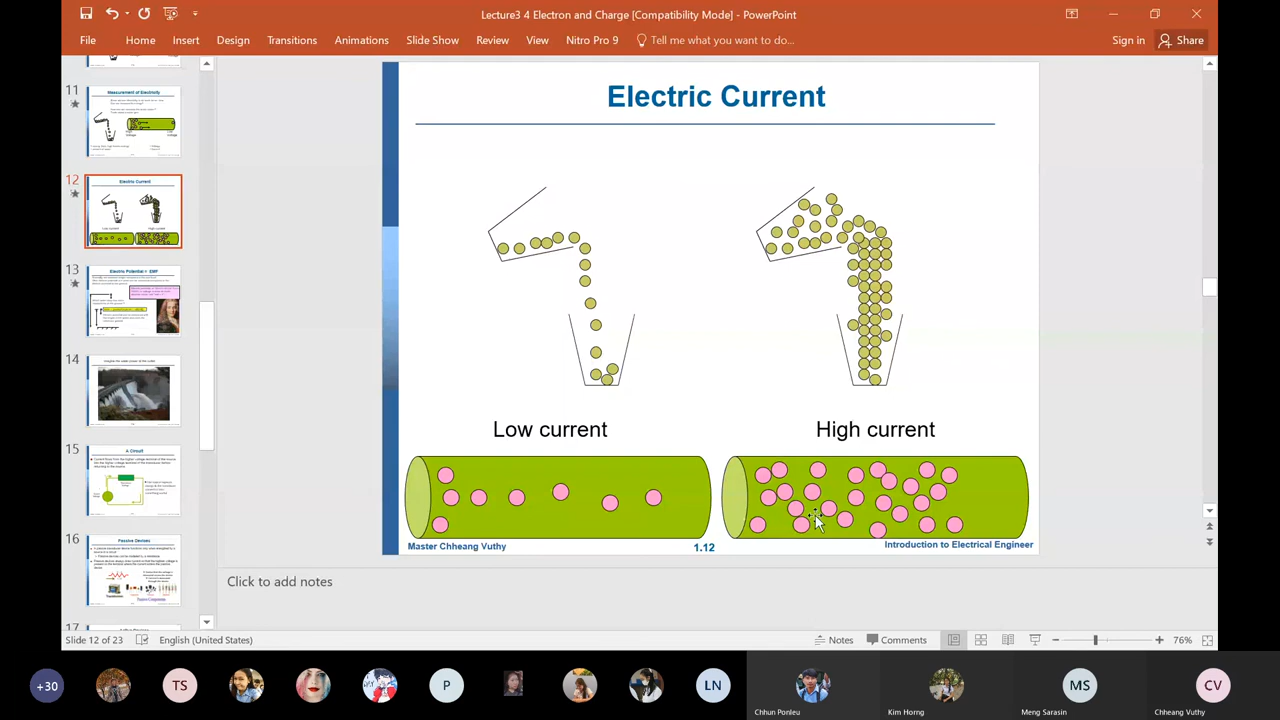 Lecture3 4 Electron and Charge [Compatibility Mode] - PowerPoint
File Home Insert Design Transitions Animations Slide Show Review View Nitro Pro 9 Tell me what you want to do... Sign in Share
11
Measurement of Electricity
12
Electric Current
Low current High current
13
Electric Potential = EMF
14
15
A Circuit
16
Passive Devices
17
Electric Current
Low current High current
Master Chheang Vuthy 1.12 Introduction to Electrical Engineer
Click to add notes
Slide 12 of 23 English (United States) Notes Comments 76%
+30 TS P LN MS CV
Chhun Ponleu Kim Horng Meng Sarasin Chheang Vuthy